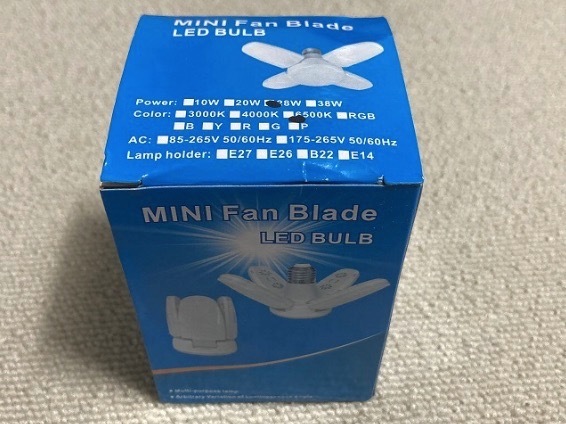 MINI Fan Blade
LED BULB
Power: 10W 20W 28W 38W
Color: 3000K 4000K 6500K RGB
B Y R G P
AC: 85-265V 50/60Hz 175-265V 50/60Hz
Lamp holder: E27 E26 B22 E14
MINI Fan Blade
LED BULB